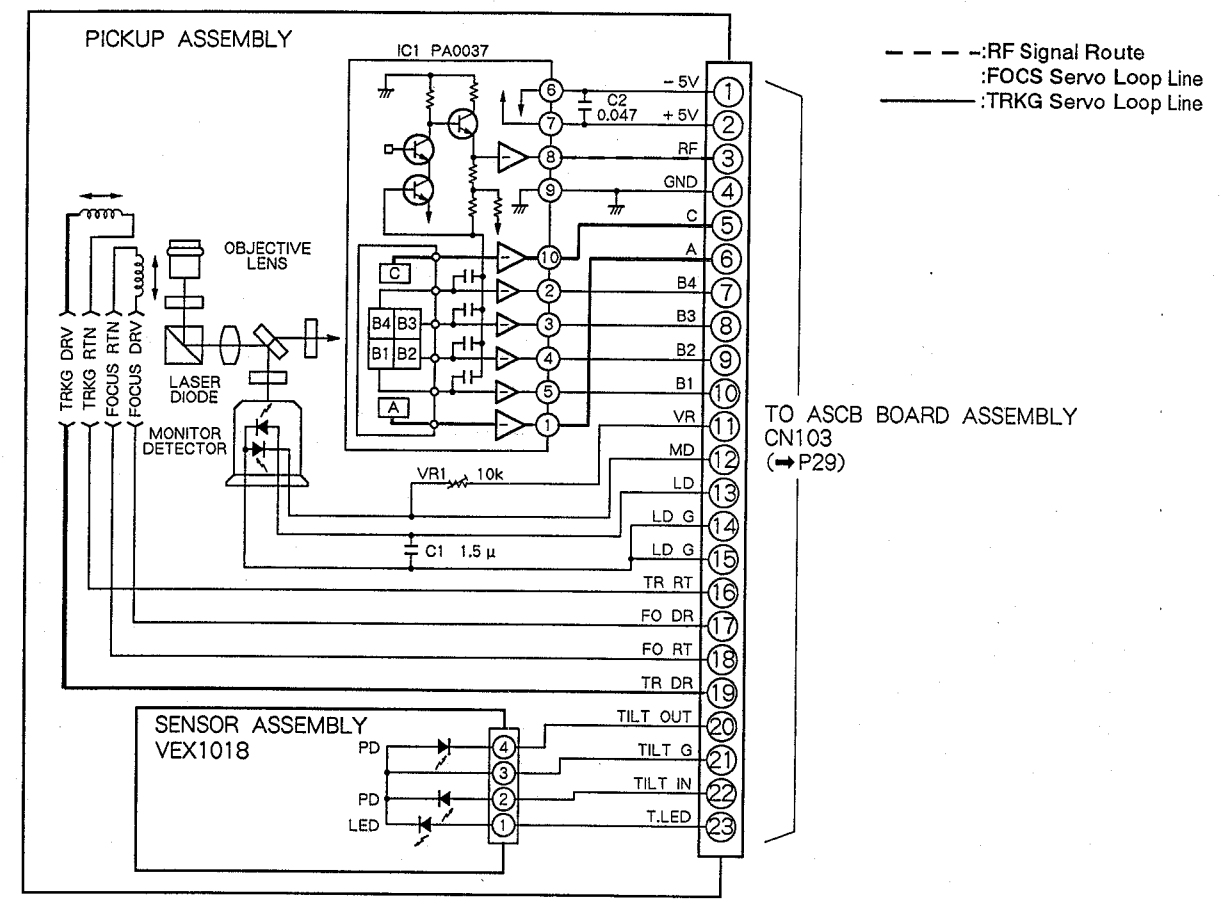 PICKUP ASSEMBLY
IC1 PA0037
- - - -:RF Signal Route
:FOCS Servo Loop Line
——:TRKG Servo Loop Line
6
7
8
9
10
2
3
4
5
1
C2
0.047
- 5V
+ 5V
RF
GND
C
A
B4
B3
B2
B1
VR
MD
LD
LD G
LD G
TR RT
FO DR
FO RT
TR DR
TILT OUT
TILT G
TILT IN
T.LED
1
2
3
4
5
6
7
8
9
10
11
12
13
14
15
16
17
18
19
20
21
22
23
C
B4 B3
B1 B2
A
OBJECTIVE
LENS
LASER
DIODE
MONITOR
DETECTOR
TRKG DRV
TRKG RTN
FOCUS RTN
FOCUS DRV
VR1 10k
C1 1.5 μ
TO ASCB BOARD ASSEMBLY
CN103
(➡P29)
SENSOR ASSEMBLY
VEX1018
PD
PD
LED
4
3
2
1